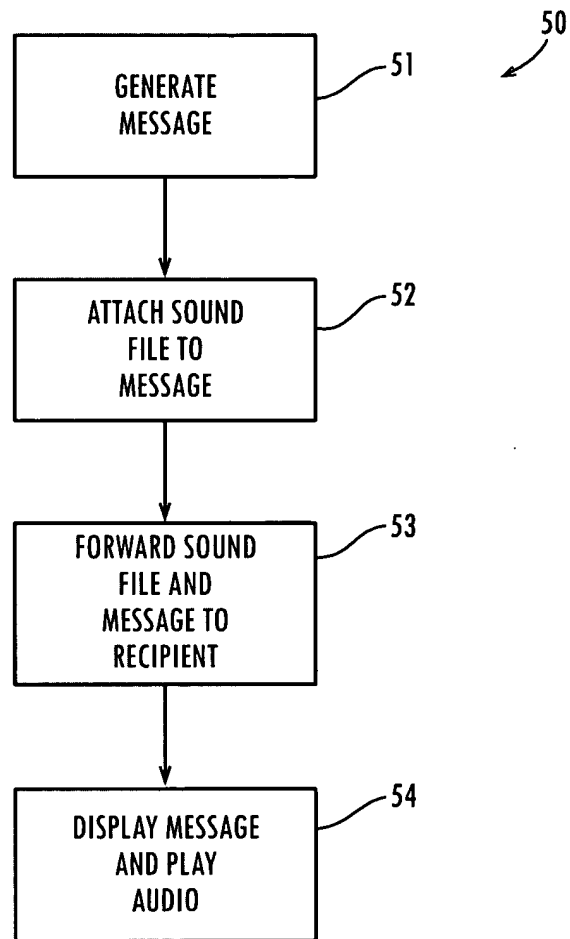 50
GENERATE
MESSAGE
51
ATTACH SOUND
FILE TO
MESSAGE
52
FORWARD SOUND
FILE AND
MESSAGE TO
RECIPIENT
53
DISPLAY MESSAGE
AND PLAY
AUDIO
54